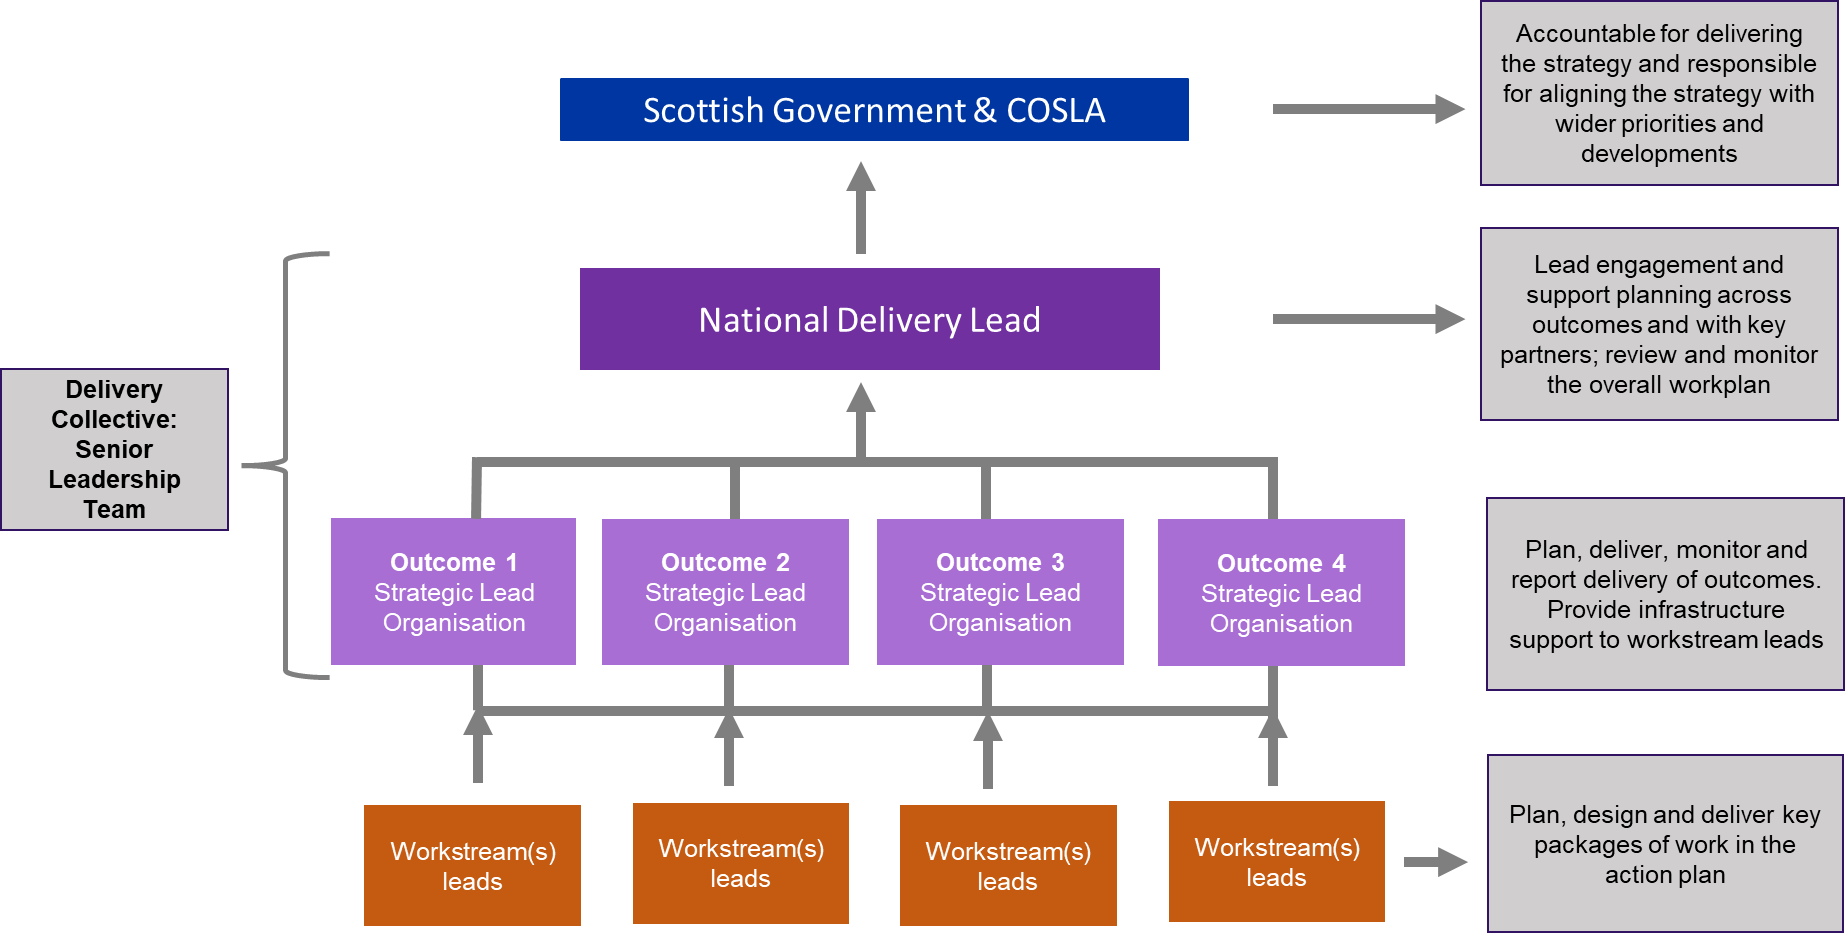 Scottish Government & COSLA
Accountable for delivering
the strategy and responsible
for aligning the strategy with
wider priorities and
developments
National Delivery Lead
Lead engagement and
support planning across
outcomes and with key
partners; review and monitor
the overall workplan
Delivery
Collective:
Senior
Leadership
Team
Outcome 1
Strategic Lead
Organisation
Outcome 2
Strategic Lead
Organisation
Outcome 3
Strategic Lead
Organisation
Outcome 4
Strategic Lead
Organisation
Plan, deliver, monitor and
report delivery of outcomes.
Provide infrastructure
support to workstream leads
Workstream(s)
leads
Workstream(s)
leads
Workstream(s)
leads
Workstream(s)
leads
Plan, design and deliver key
packages of work in the
action plan